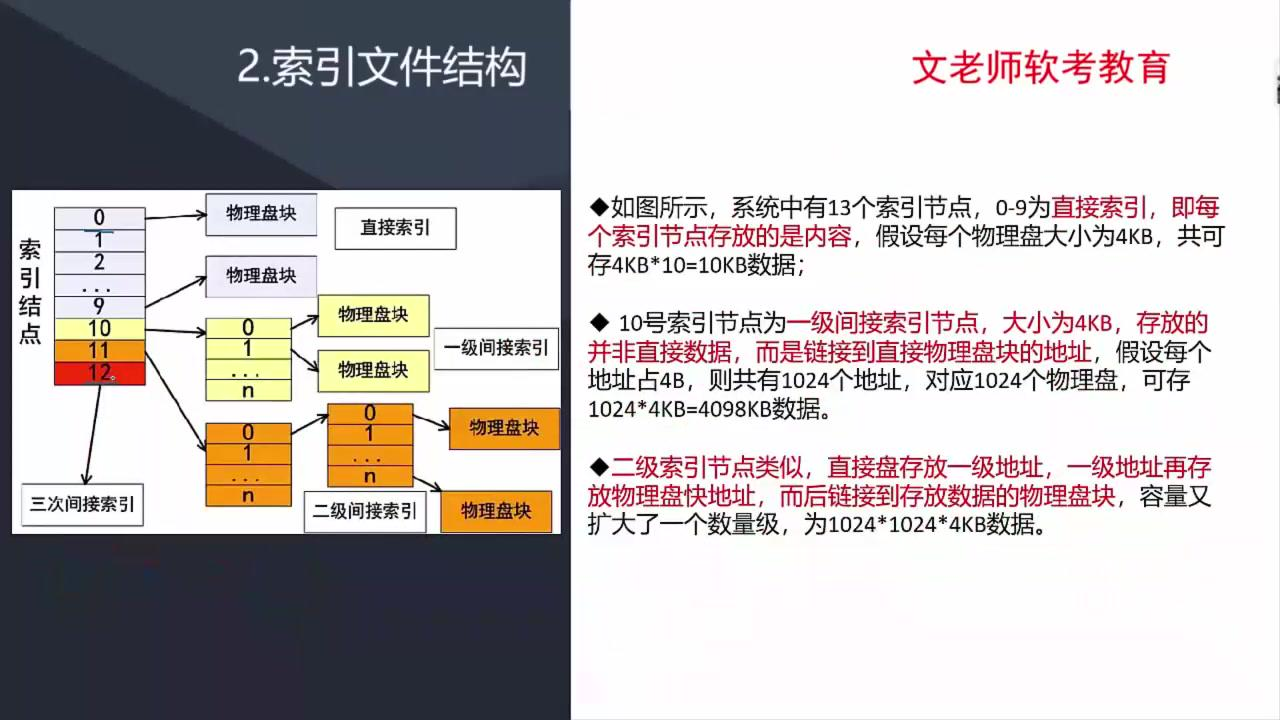 2.索引文件结构
文老师软考教育
索引结点
0
1
2
...
9
10
11
12
物理盘块
直接索引
物理盘块
0
1
...
n
物理盘块
物理盘块
一级间接索引
0
1
...
n
0
1
...
n
物理盘块
物理盘块
二级间接索引
三次间接索引
◆如图所示，系统中有13个索引节点，0-9为直接索引，即每
个索引节点存放的是内容，假设每个物理盘大小为4KB，共可
存4KB*10=10KB数据；
◆ 10号索引节点为一级间接索引节点，大小为4KB，存放的
并非直接数据，而是链接到直接物理盘块的地址，假设每个
地址占4B，则共有1024个地址，对应1024个物理盘，可存
1024*4KB=4098KB数据。
◆二级索引节点类似，直接盘存放一级地址，一级地址再存
放物理盘快地址，而后链接到存放数据的物理盘块，容量又
扩大了一个数量级，为1024*1024*4KB数据。